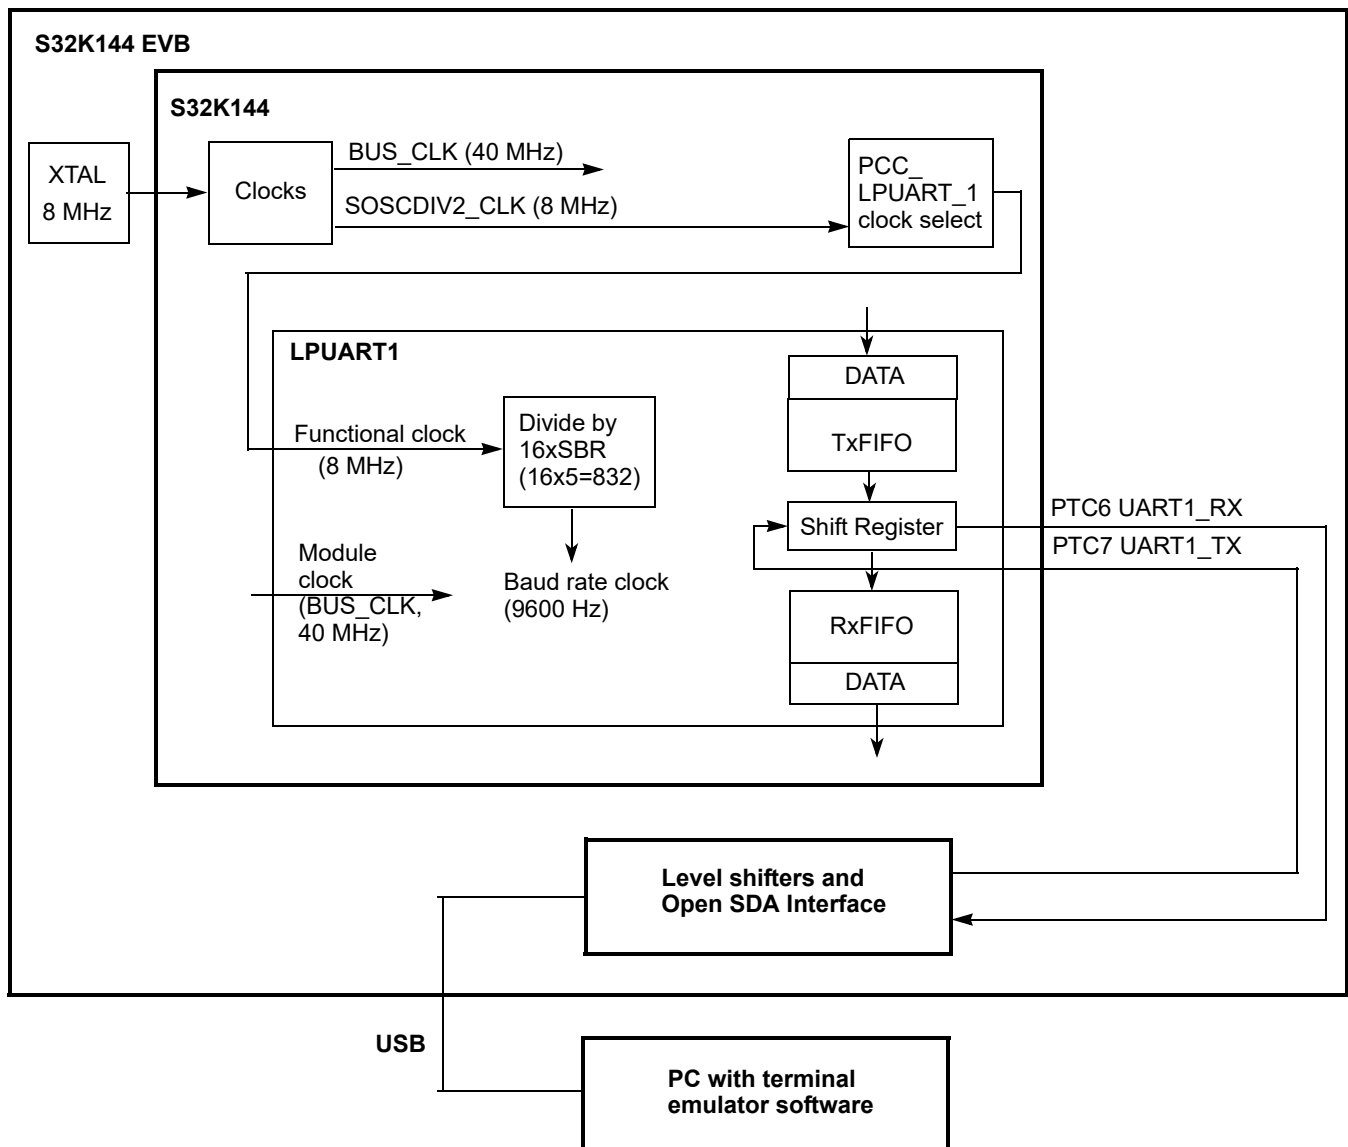 S32K144 EVB
S32K144
XTAL
8 MHz
Clocks
BUS_CLK (40 MHz)
SOSCDIV2_CLK (8 MHz)
PCC_
LPUART_1
clock select
LPUART1
Functional clock
(8 MHz)
Divide by
16xSBR
(16x5=832)
Module
clock
(BUS_CLK,
40 MHz)
Baud rate clock
(9600 Hz)
DATA
TxFIFO
Shift Register
RxFIFO
DATA
PTC6 UART1_RX
PTC7 UART1_TX
Level shifters and
Open SDA Interface
USB
PC with terminal
emulator software